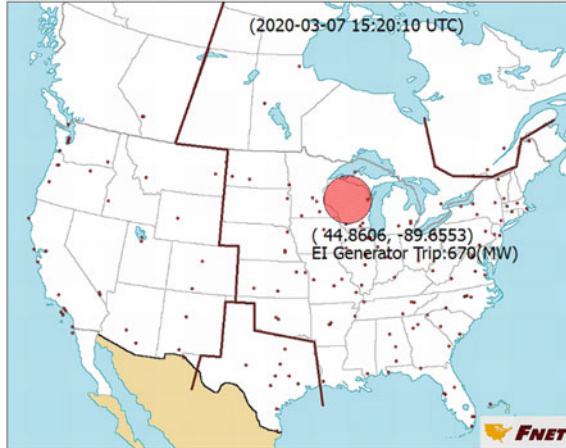 (2020-03-07 15:20:10 UTC)
( 44.8606, -89.6553)
EI Generator Trip:670(MW)
FNET